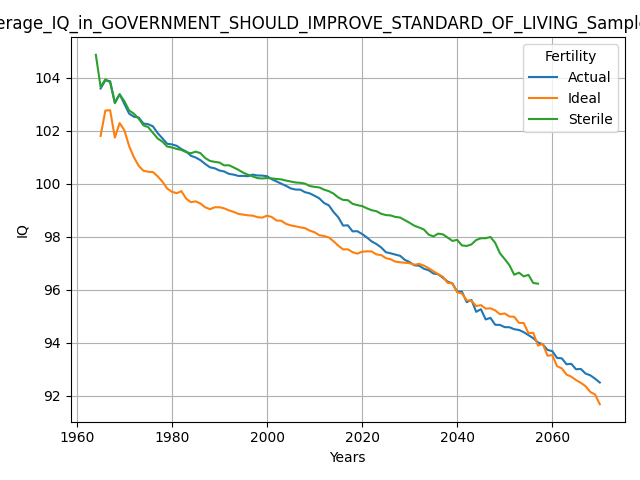 erage_IQ_in_GOVERNMENT_SHOULD_IMPROVE_STANDARD_OF_LIVING_Sample
Fertility
Actual
Ideal
Sterile
IQ
104
102
100
98
96
94
92
1960
1980
2000
2020
2040
2060
Years